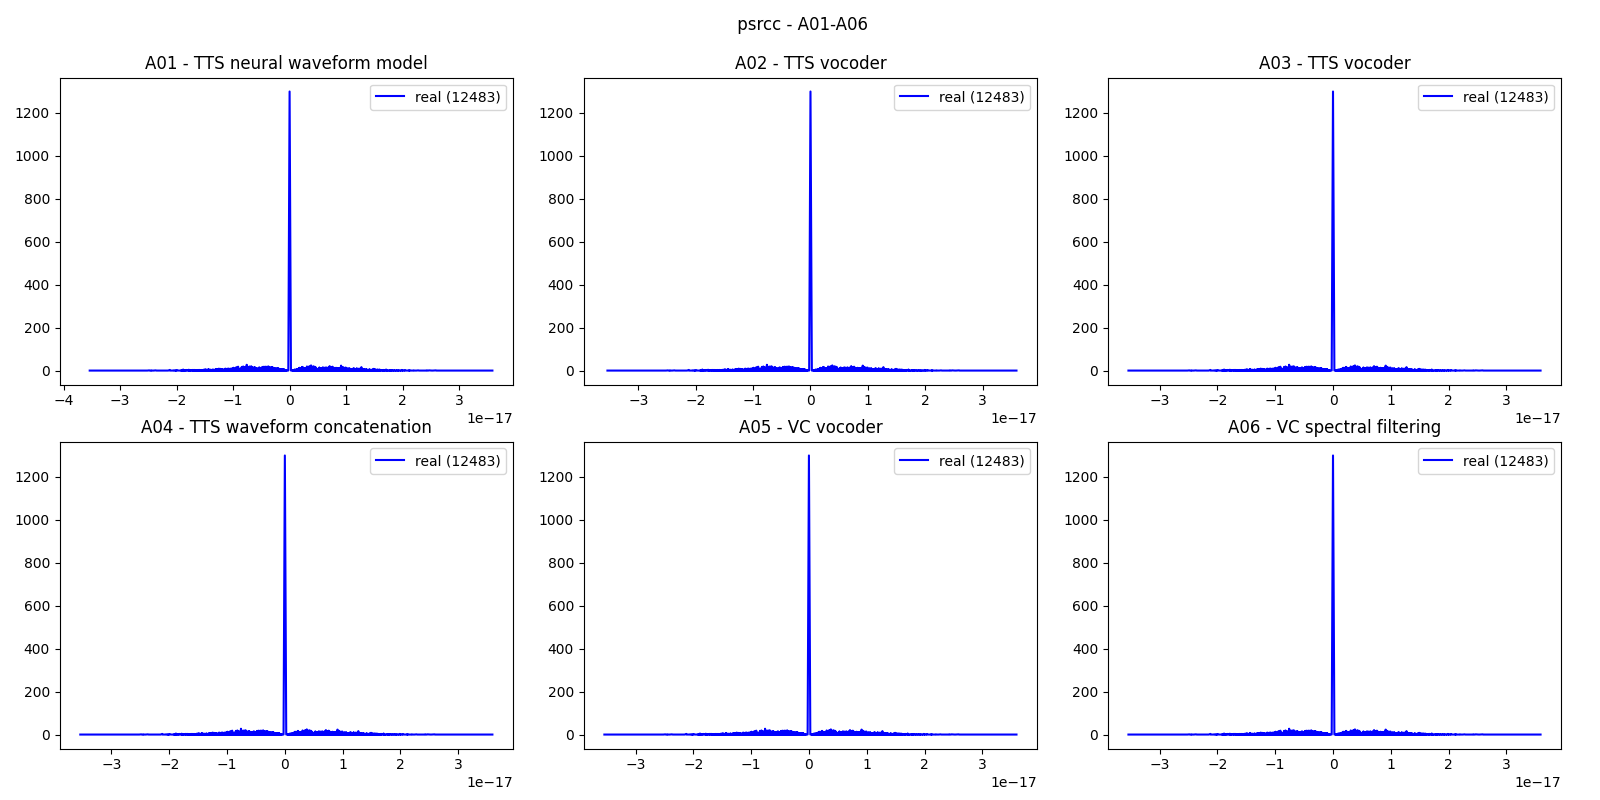 psrcc - A01-A06
A01 - TTS neural waveform model
real (12483)
1200
1000
800
600
400
200
0
−4 −3 −2 −1 0 1 2 3
1e−17
A02 - TTS vocoder
real (12483)
1200
1000
800
600
400
200
0
−3 −2 −1 0 1 2 3
1e−17
A03 - TTS vocoder
real (12483)
1200
1000
800
600
400
200
0
−3 −2 −1 0 1 2 3
1e−17
A04 - TTS waveform concatenation
real (12483)
1200
1000
800
600
400
200
0
−3 −2 −1 0 1 2 3
1e−17
A05 - VC vocoder
real (12483)
1200
1000
800
600
400
200
0
−3 −2 −1 0 1 2 3
1e−17
A06 - VC spectral filtering
real (12483)
1200
1000
800
600
400
200
0
−3 −2 −1 0 1 2 3
1e−17